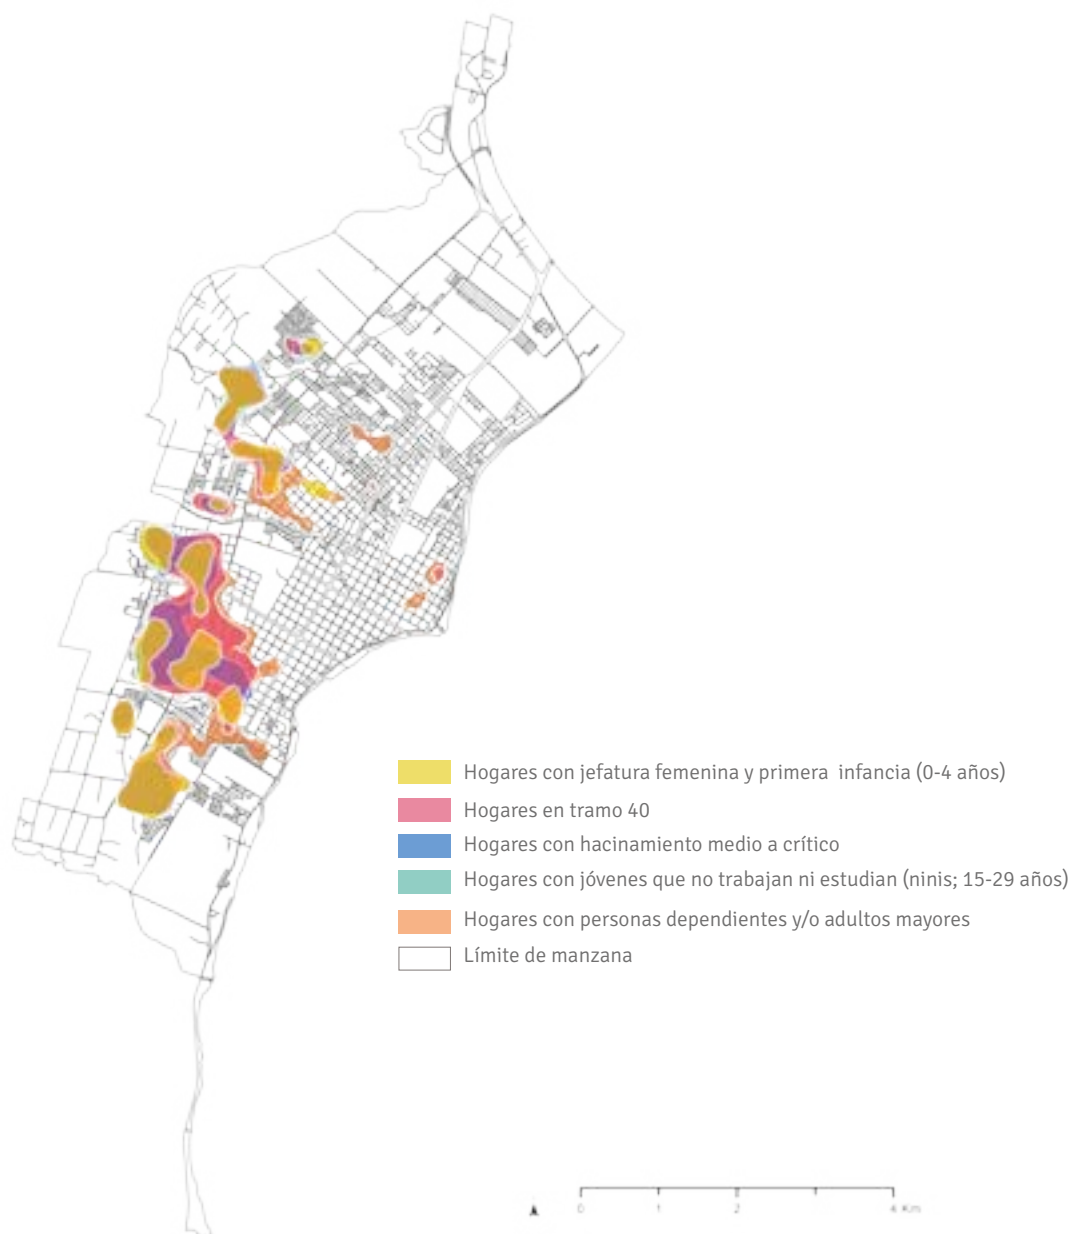 Hogares con jefatura femenina y primera infancia (0-4 años)
Hogares en tramo 40
Hogares con hacinamiento medio a crítico
Hogares con jóvenes que no trabajan ni estudian (ninis; 15-29 años)
Hogares con personas dependientes y/o adultos mayores
Límite de manzana
0 1 2 4 Km